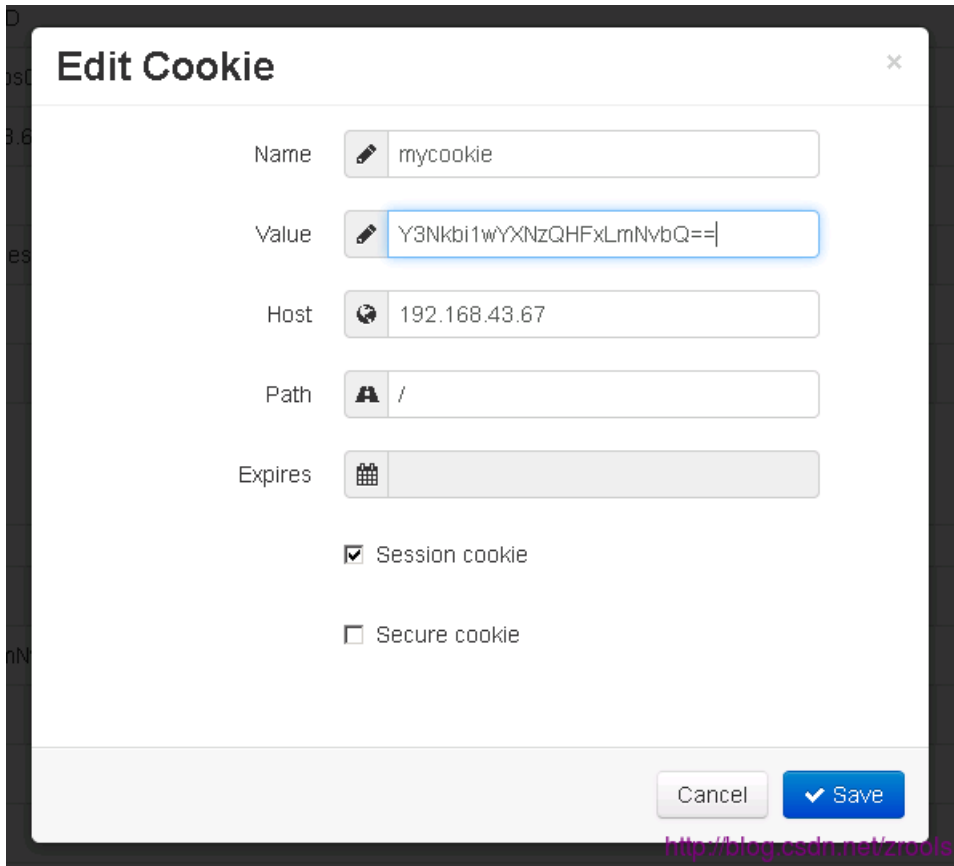 Edit Cookie
×
Name mycookie
Value Y3Nkbi1wYXNzQHFxLmNvbQ==
Host 192.168.43.67
Path /
Expires
Session cookie
Secure cookie
Cancel Save
http://blog.csdn.net/zrools